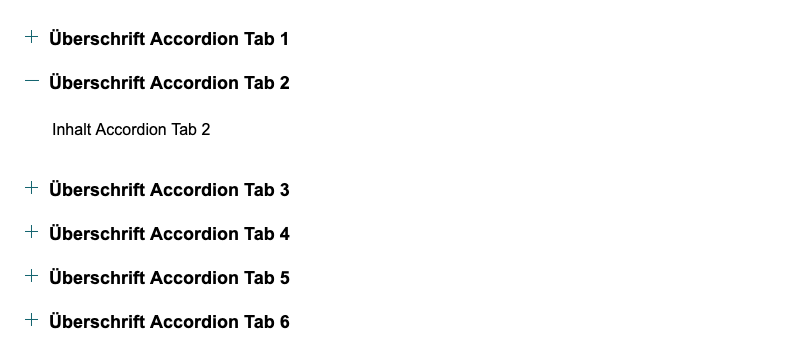 Überschrift Accordion Tab 1
Überschrift Accordion Tab 2
Inhalt Accordion Tab 2
Überschrift Accordion Tab 3
Überschrift Accordion Tab 4
Überschrift Accordion Tab 5
Überschrift Accordion Tab 6